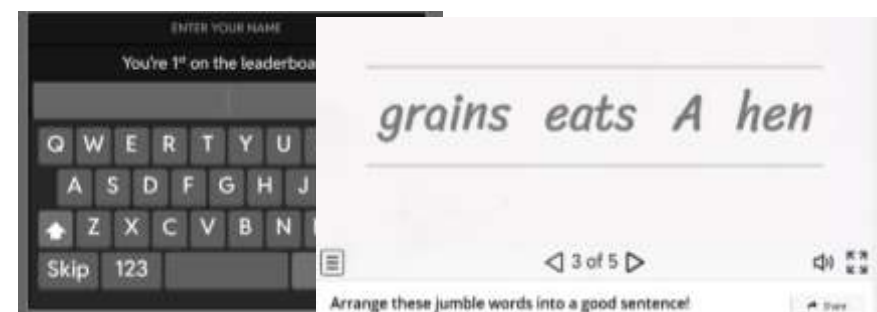 ENTER YOUR NAME
You're 1st on the leaderboa
Q W E R T Y U
A S D F G H J
Z X C V B N
Skip 123
grains eats A hen
3 of 5
Arrange these jumble words into a good sentence!
Share